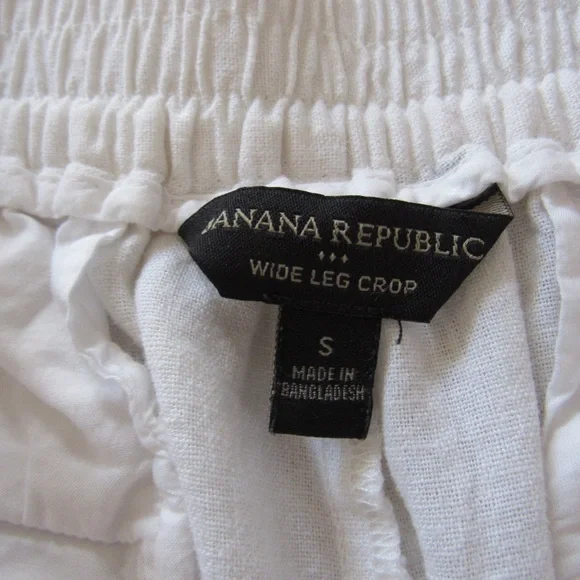 BANANA REPUBLIC
WIDE LEG CROP
S
MADE IN
BANGLADESH